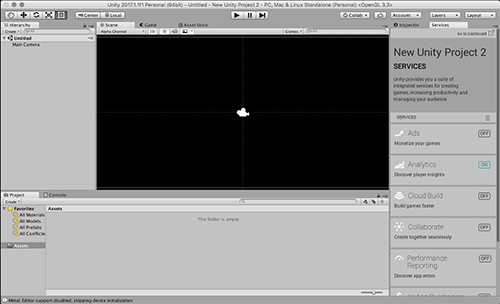 Unity 2017.1.1f1 Personal (64bit) - Untitled - New Unity Project 2 - PC, Mac & Linux Standalone (Personal) <OpenGL 3.3>
Center
Local
Collab
Account
Layers
Layout
Hierarchy
Create
All
Untitled
Main Camera
Scene
Game
Asset Store
Alpha Channel
2D
Gizmos
All
Inspector
Services
Go to Dashboard
New Unity Project 2
SERVICES
Unity provides you a suite of
integrated services for creating
games, increasing productivity and
managing your audience.
SERVICES
Ads
OFF
Monetize your games
Analytics
ON
Discover player insights
Cloud Build
OFF
Build games faster
Collaborate
OFF
Create together seamlessly
Performance
Reporting
OFF
Discover app errors
In-App Purchasing
Project
Console
Create
Favorites
All Materials
All Models
All Prefabs
All Conflicte
Assets
Assets
This folder is empty
Metal: Editor support disabled, skipping device initialization